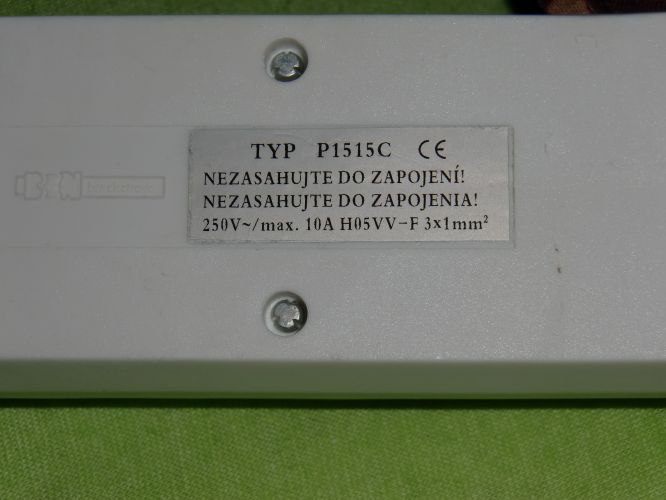 TYP P1515C CE
NEZASAHUJTE DO ZAPOJENÍ!
NEZASAHUJTE DO ZAPOJENIA!
250V~/max. 10A H05VV-F 3x1mm²